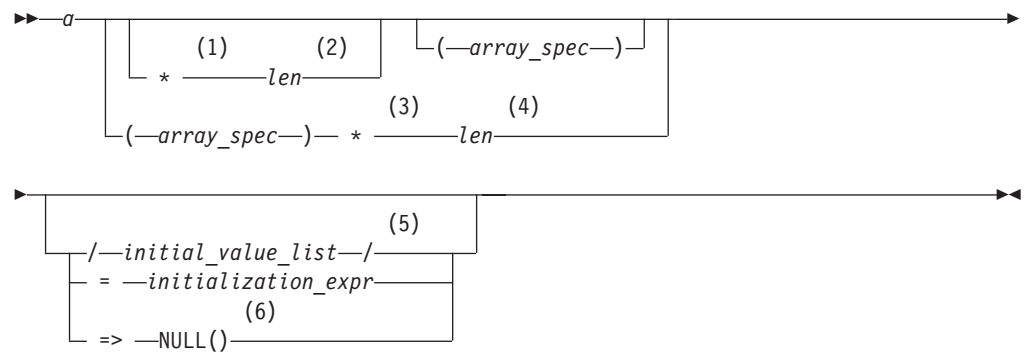 a
(1) (2) ( array_spec )
* len
(3) (4)
( array_spec ) * len
(5)
/ initial_value_list /
= initialization_expr
(6)
=> NULL()